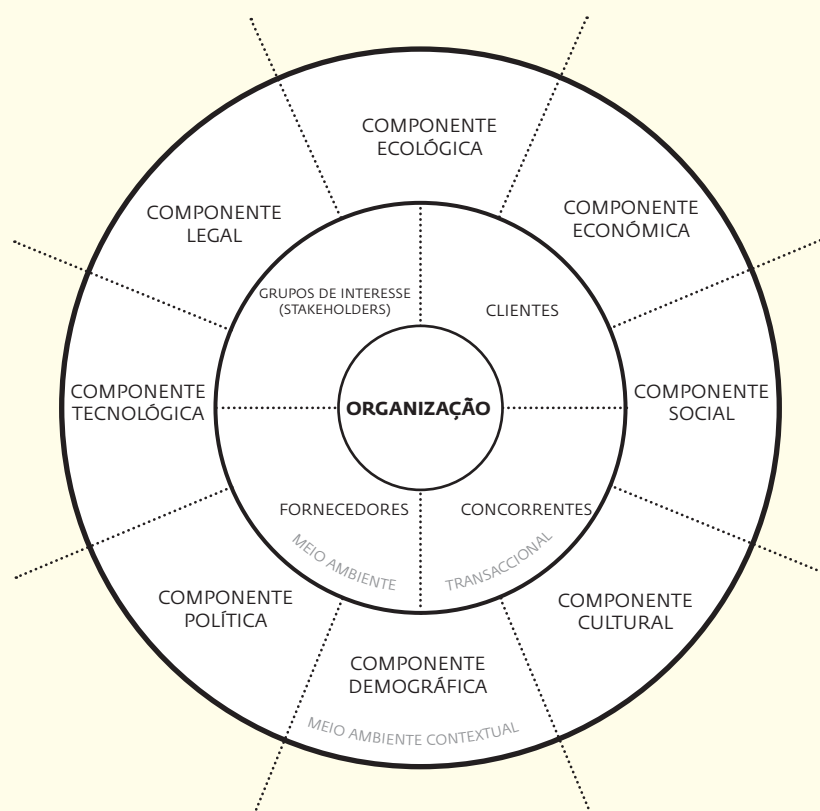 COMPONENTE
ECOLÓGICA
COMPONENTE
LEGAL
COMPONENTE
ECONÓMICA
GRUPOS DE INTERESSE
(STAKEHOLDERS)
CLIENTES
COMPONENTE
TECNOLÓGICA
ORGANIZAÇÃO
COMPONENTE
SOCIAL
FORNECEDORES
CONCORRENTES
MEIO AMBIENTE
TRANSACCIONAL
COMPONENTE
POLÍTICA
COMPONENTE
CULTURAL
COMPONENTE
DEMOGRÁFICA
MEIO AMBIENTE CONTEXTUAL